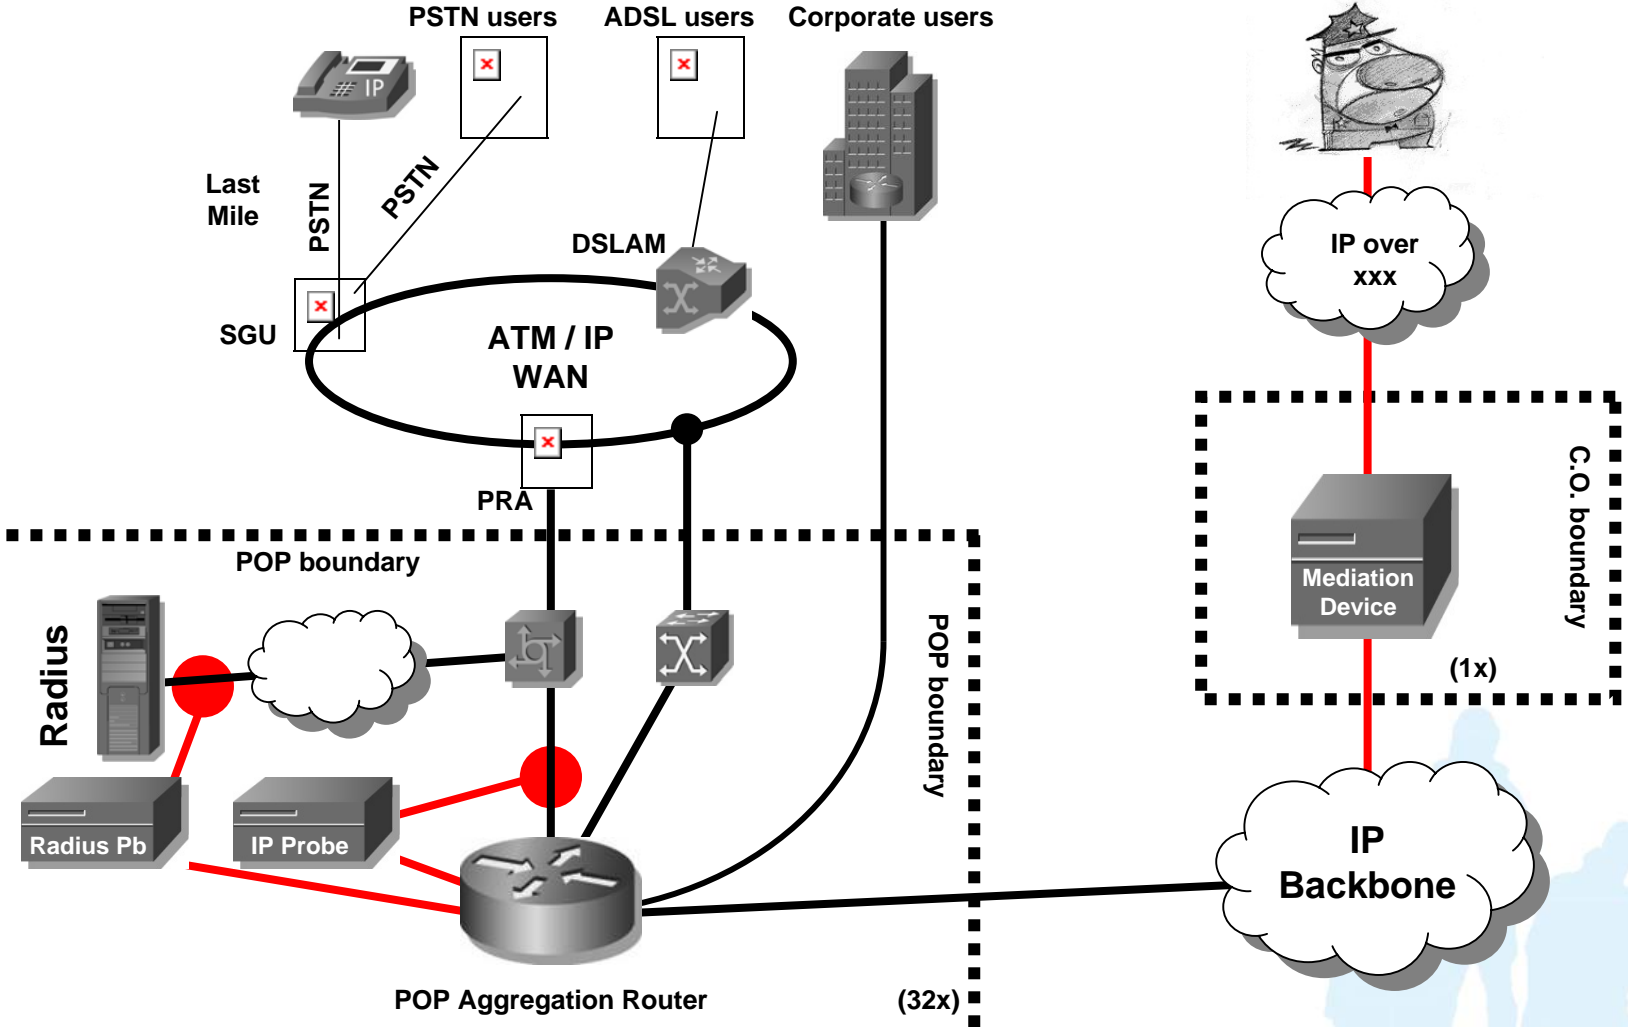 PSTN users
ADSL users
Corporate users
IP
Last
Mile
PSTN
PSTN
DSLAM
SGU
ATM / IP
WAN
PRA
IP over
xxx
C.O. boundary
Mediation
Device
(1x)
POP boundary
POP boundary
Radius
Radius Pb
IP Probe
IP
Backbone
POP Aggregation Router
(32x)